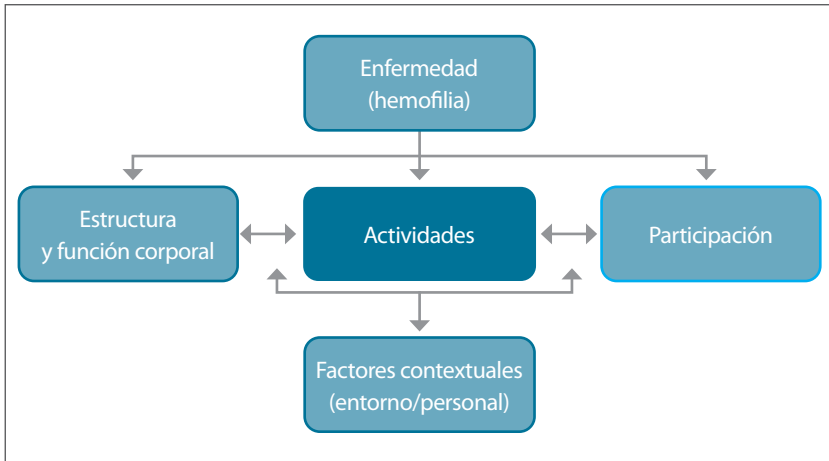 Enfermedad
(hemofilia)
Estructura
y función corporal
Actividades
Participación
Factores contextuales
(entorno/personal)